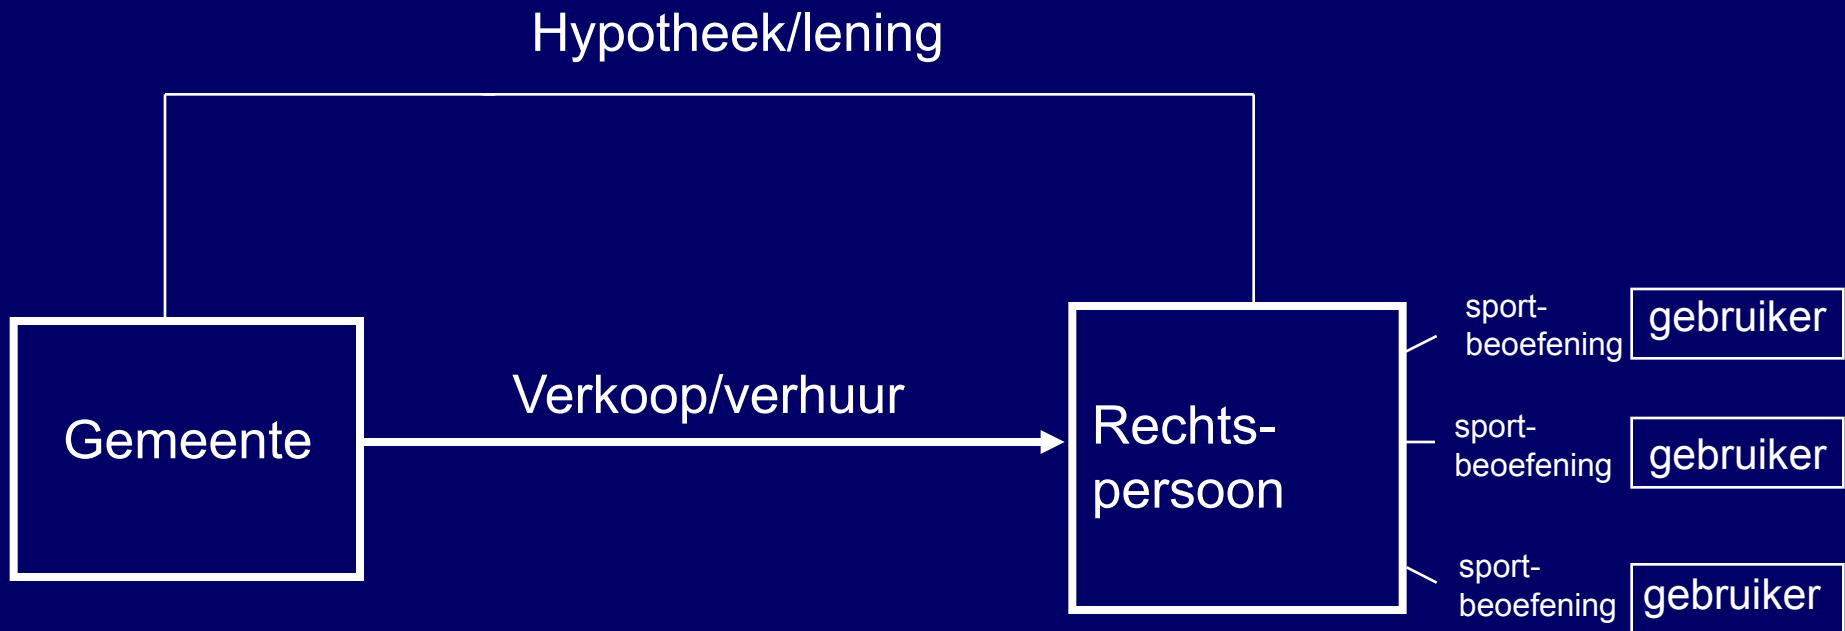 Hypotheek/lening
Gemeente
Verkoop/verhuur
Rechts-
persoon
sport-
beoefening
gebruiker
sport-
beoefening
gebruiker
sport-
beoefening
gebruiker